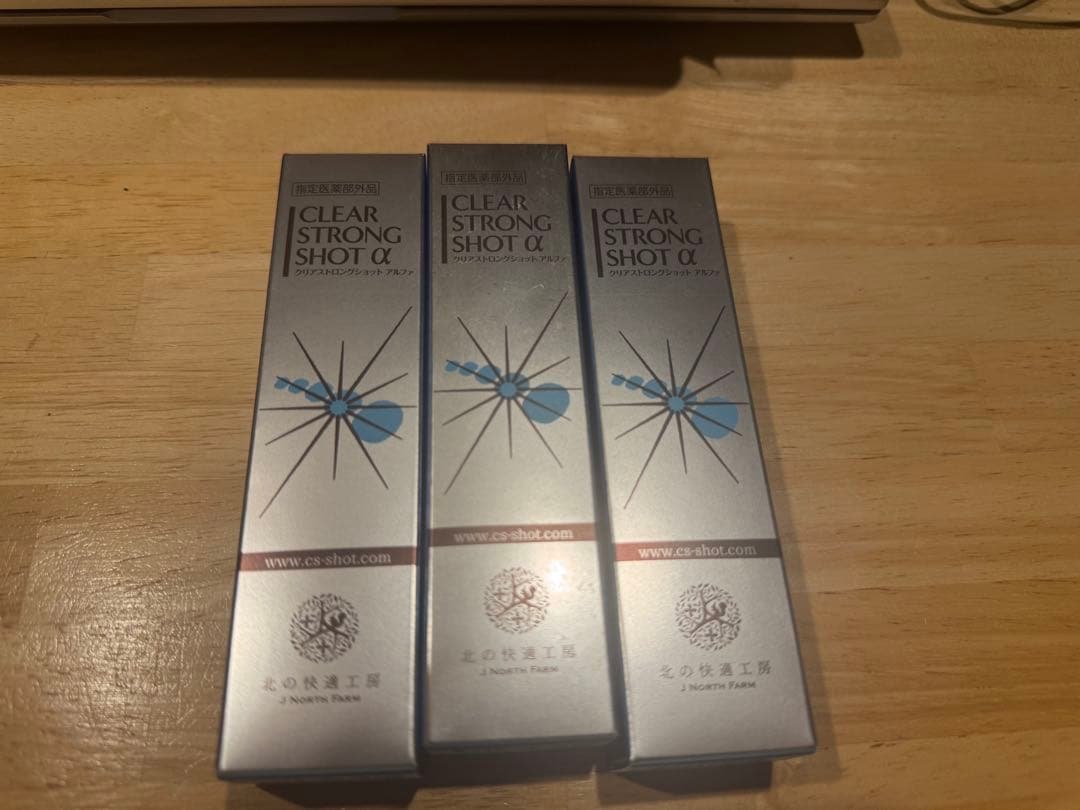 指定医薬部外品
CLEAR
STRONG
SHOT α
クリアストロングショット アルファ
www.cs-shot.com
北の快適工房
J NORTH FARM
指定医薬部外品
CLEAR
STRONG
SHOT α
クリアストロングショット アルファ
www.cs-shot.com
北の快適工房
J NORTH FARM
指定医薬部外品
CLEAR
STRONG
SHOT α
クリアストロングショット アルファ
www.cs-shot.com
北の快適工房
J NORTH FARM